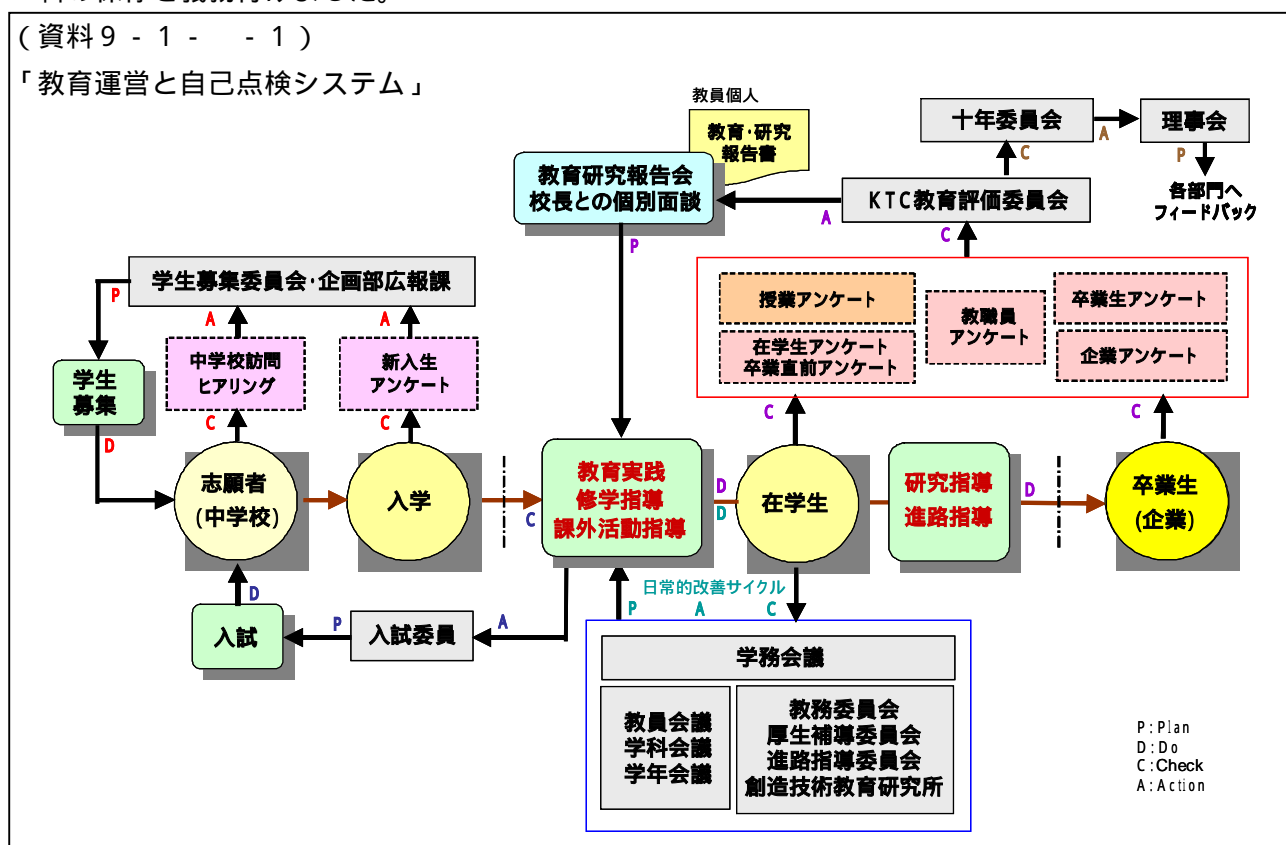 (資料9-1- -1)
「教育運営と自己点検システム」
教員個人
教育・研究
報告書
教育研究報告会
校長との個別面談
十年委員会
A
理事会
C
P
KTC教育評価委員会
各部門へ
フィードバック
A
C
P
学生募集委員会・企画部広報課
P
A
A
中学校訪問
ヒアリング
新入生
アンケート
学生
募集
D
C
C
授業アンケート
在学生アンケート
卒業直前アンケート
教職員
アンケート
卒業生アンケート
企業アンケート
C
C
志願者
(中学校)
入学
C
教育実践
修学指導
課外活動指導
D
D
在学生
研究指導
進路指導
D
卒業生
(企業)
D
入試
P
入試委員
A
日常的改善サイクル
P
A
C
学務会議
教員会議
学科会議
学年会議
教務委員会
厚生補導委員会
進路指導委員会
創造技術教育研究所
P:Plan
D:Do
C:Check
A:Action